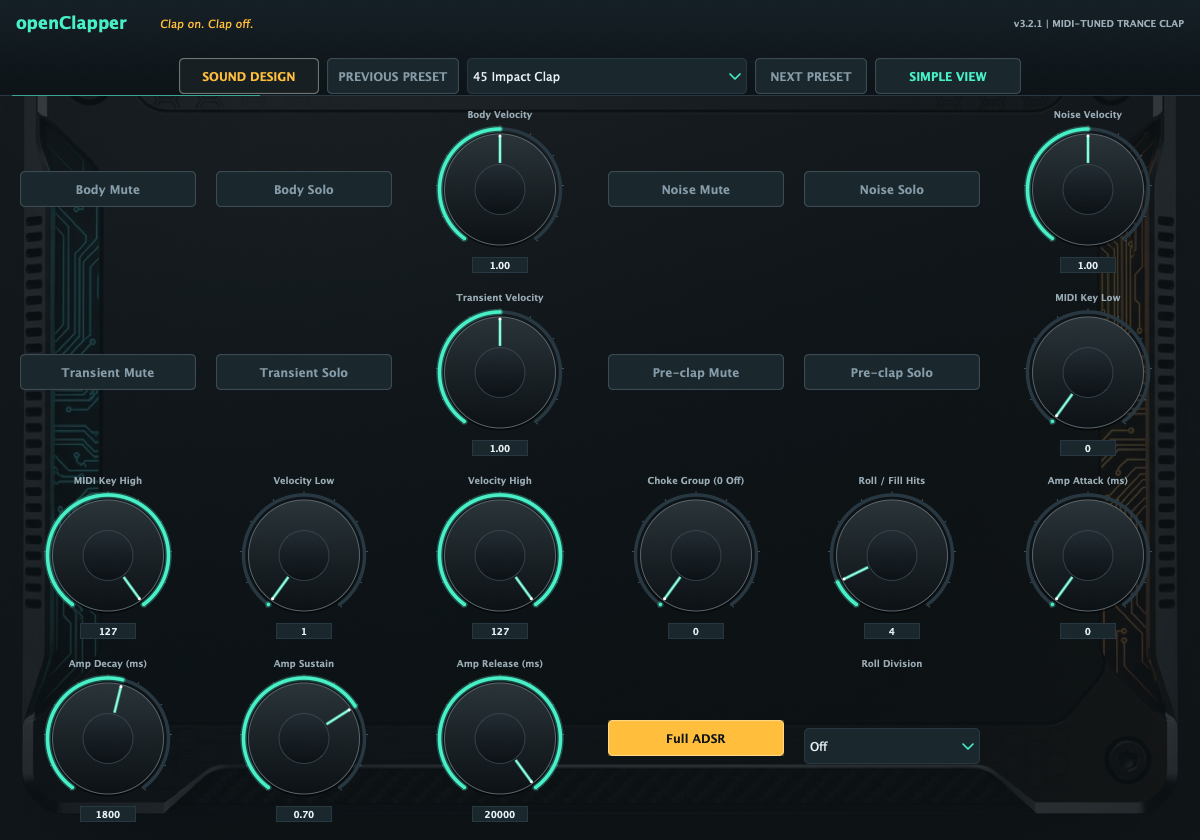 openClapper
Clap on. Clap off.
v3.2.1 | MIDI-TUNED TRANCE CLAP
SOUND DESIGN
PREVIOUS PRESET
45 Impact Clap
NEXT PRESET
SIMPLE VIEW
Body Velocity
Noise Velocity
Body Mute
Body Solo
Noise Mute
Noise Solo
1.00
1.00
Transient Velocity
MIDI Key Low
Transient Mute
Transient Solo
Pre-clap Mute
Pre-clap Solo
1.00
0
MIDI Key High
Velocity Low
Velocity High
Choke Group (0 Off)
Roll / Fill Hits
Amp Attack (ms)
127
1
127
0
4
0
Amp Decay (ms)
Amp Sustain
Amp Release (ms)
Roll Division
Full ADSR
Off
1800
0.70
20000